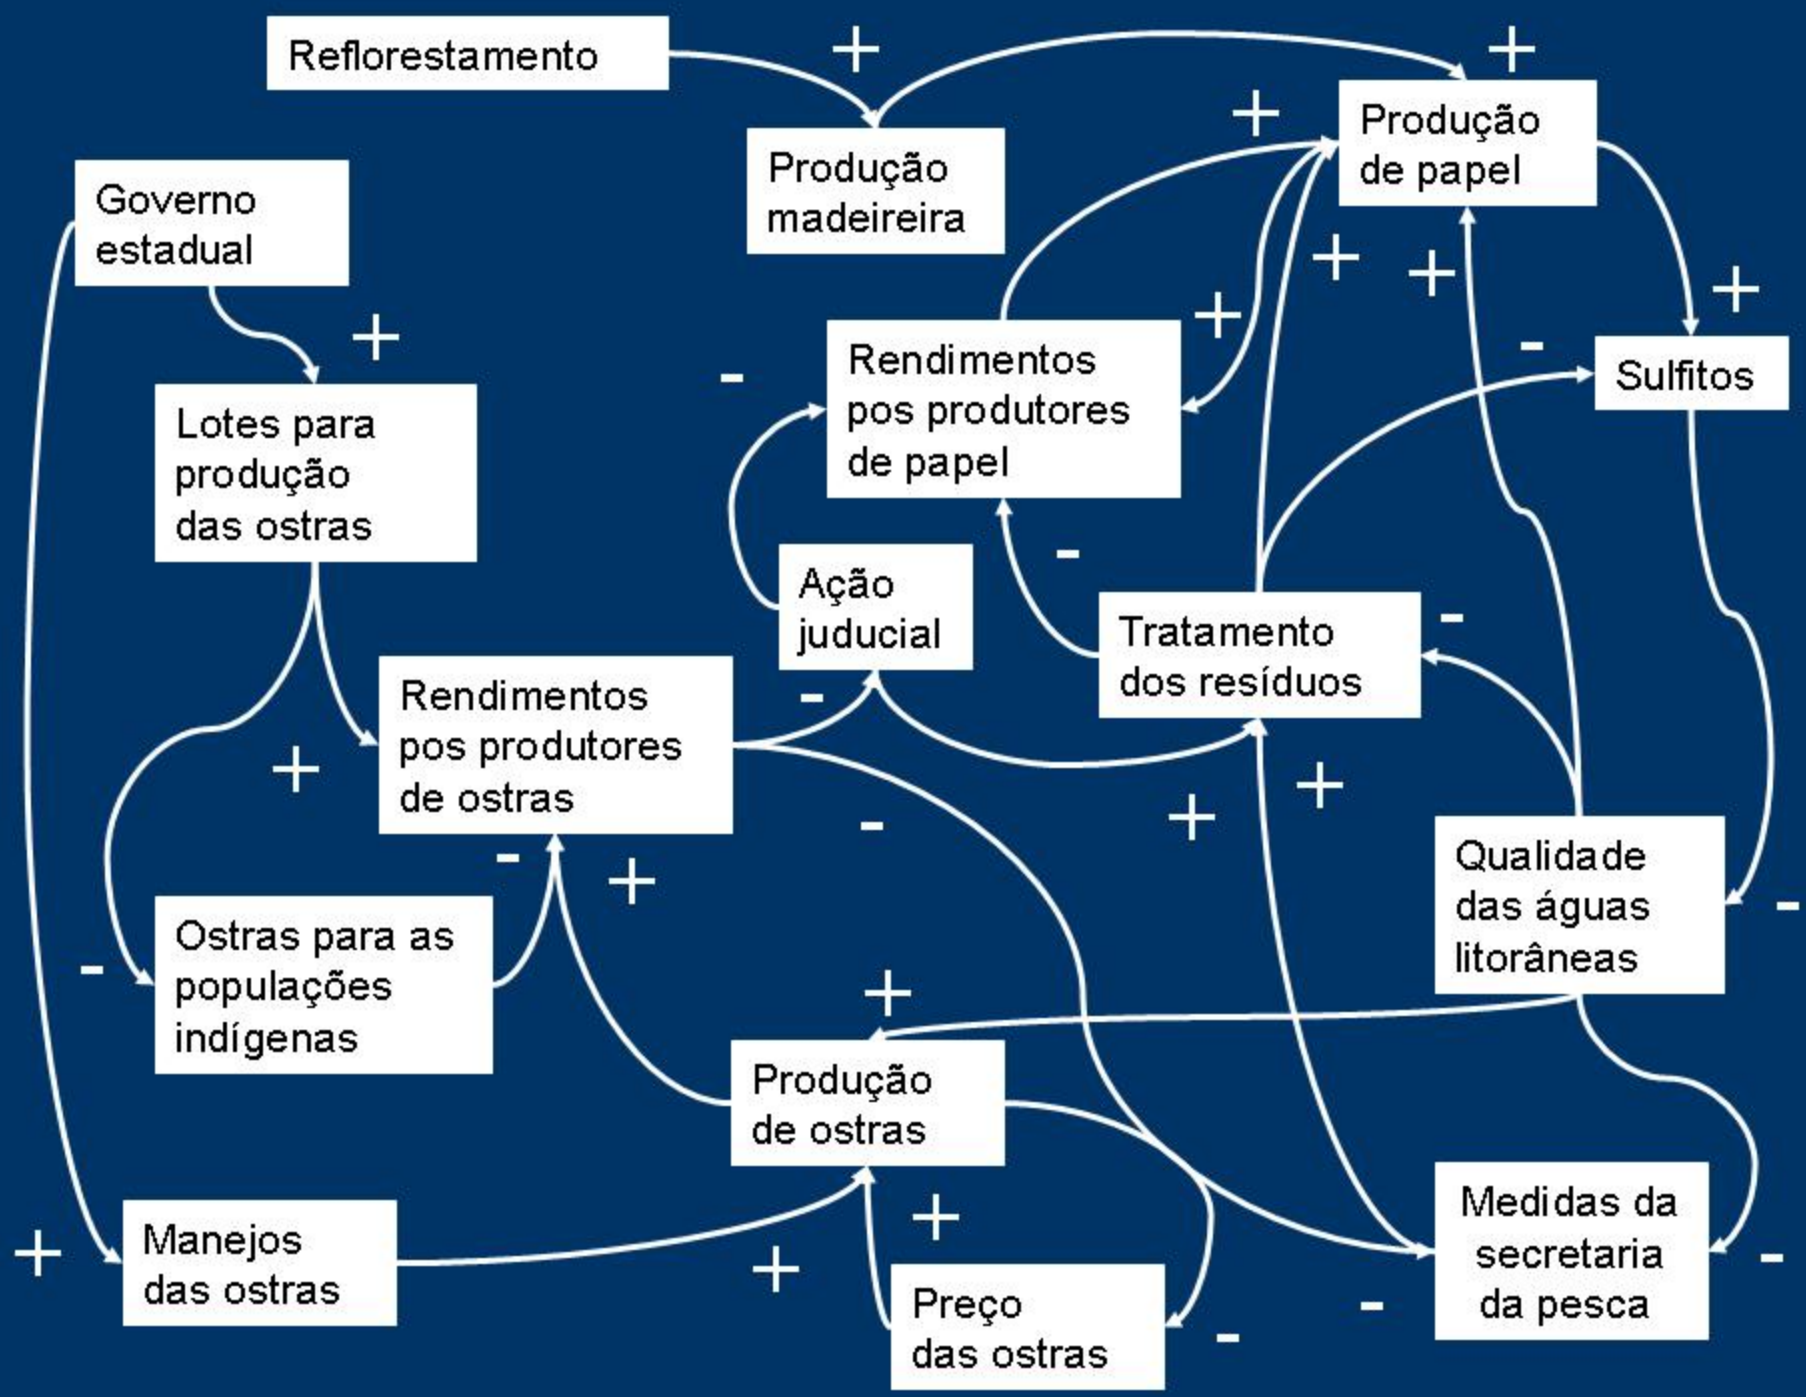 Reflorestamento
+
+
Produção
de papel
+
Produção
madeireira
Governo
estadual
+
+
+
+
+
Rendimentos
pos produtores
de papel
-
-
Sulfitos
Lotes para
produção
das ostras
-
Ação
juducial
-
Tratamento
dos resíduos
-
Rendimentos
pos produtores
de ostras
-
+
-
+
+
-
+
Qualidade
das águas
litorâneas
-
Ostras para as
populações
indígenas
-
+
Produção
de ostras
+
Manejos
das ostras
+
+
Preço
das ostras
-
-
Medidas da
secretaria
da pesca
-